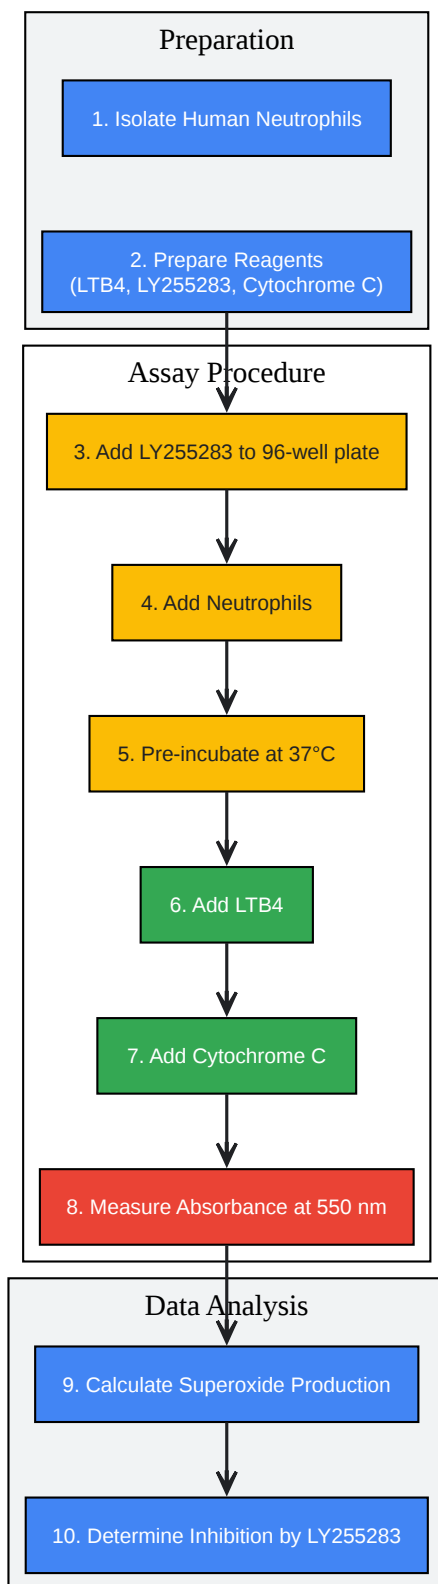 Preparation
1. Isolate Human Neutrophils
2. Prepare Reagents
(LTB4, LY255283, Cytochrome C)
Assay Procedure
3. Add LY255283 to 96-well plate
4. Add Neutrophils
5. Pre-incubate at 37°C
6. Add LTB4
7. Add Cytochrome C
8. Measure Absorbance at 550 nm
Data Analysis
9. Calculate Superoxide Production
10. Determine Inhibition by LY255283